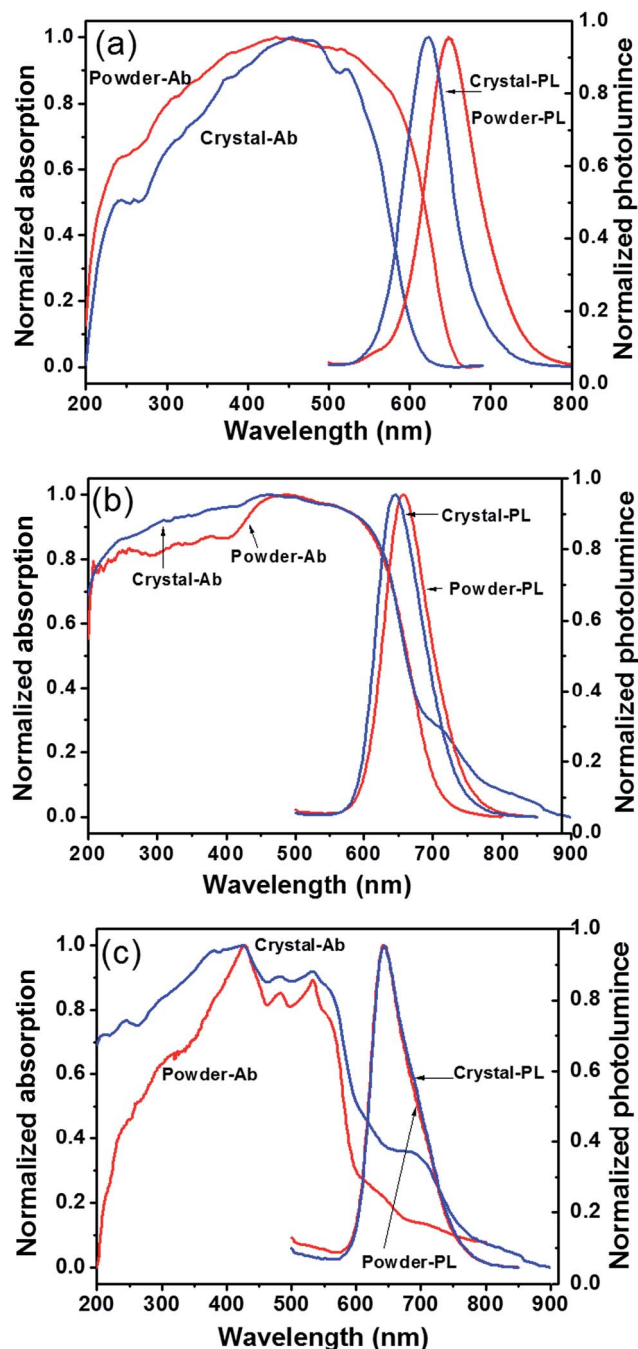 (a)
Powder-Ab
Crystal-Ab
Crystal-PL
Powder-PL
Normalized absorption
1.0
0.8
0.6
0.4
0.2
0.0
Normalized photolumince
1.0
0.8
0.6
0.4
0.2
0.0
200 300 400 500 600 700 800
Wavelength (nm)
(b)
Crystal-Ab
Powder-Ab
Crystal-PL
Powder-PL
Normalized absorption
1.0
0.8
0.6
0.4
0.2
0.0
Normalized photolumince
1.0
0.8
0.6
0.4
0.2
0.0
200 300 400 500 600 700 800 900
Wavelength (nm)
(c)
Crystal-Ab
Powder-Ab
Crystal-PL
Powder-PL
Normalized absorption
1.0
0.8
0.6
0.4
0.2
0.0
Normalized photolumince
1.0
0.8
0.6
0.4
0.2
0.0
200 300 400 500 600 700 800 900
Wavelength (nm)